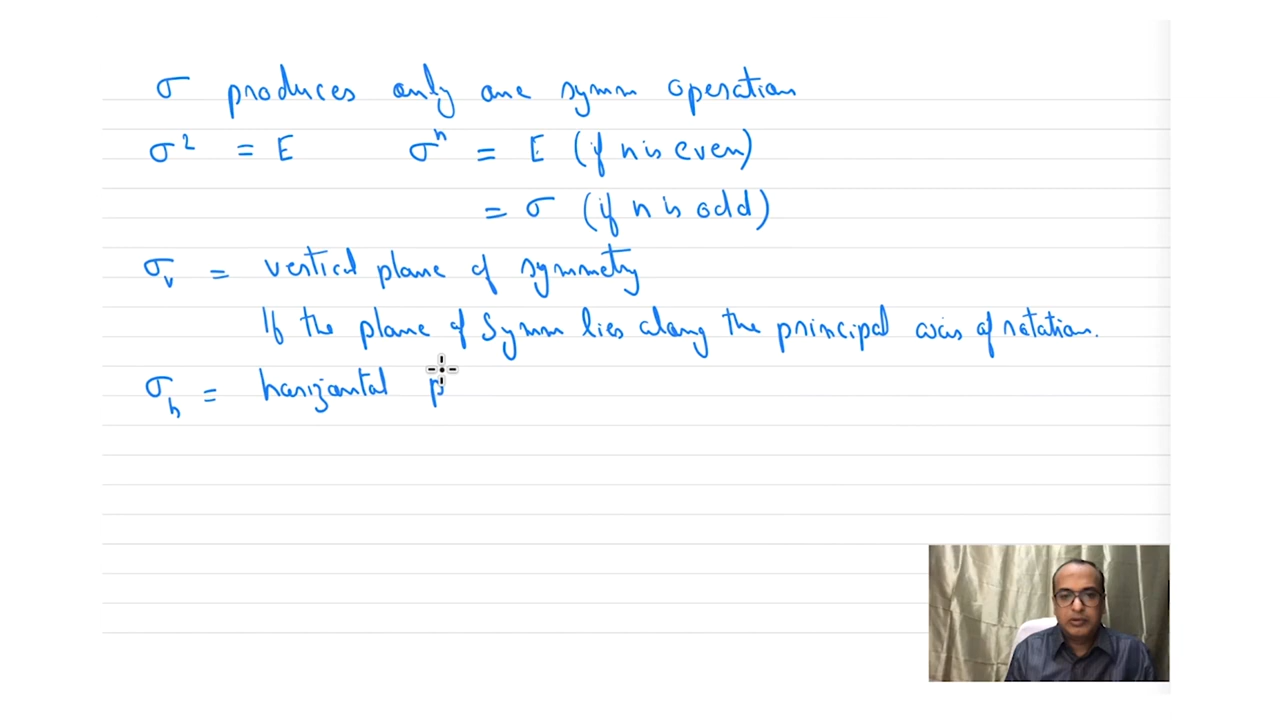 σ produces only one symm operation
σ² = E σⁿ = E (if n is even)
= σ (if n is odd)
σᵥ = vertical plane of symmetry
If the plane of symm lies along the principal axis of rotation.
σₕ = horizontal p